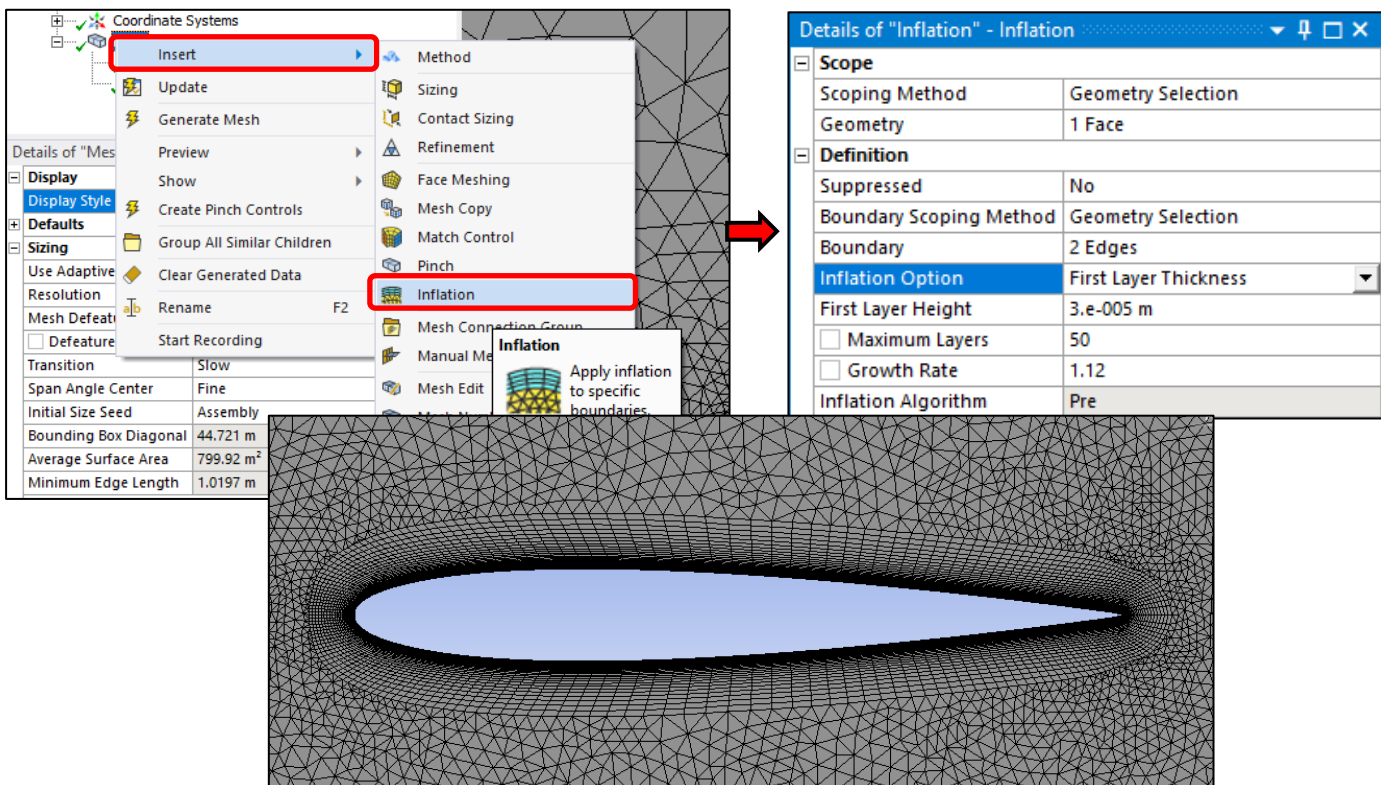 Coordinate Systems
Insert
Update
Generate Mesh
Preview
Show
Create Pinch Controls
Group All Similar Children
Clear Generated Data
Rename F2
Start Recording
Method
Sizing
Contact Sizing
Refinement
Face Meshing
Mesh Copy
Match Control
Pinch
Inflation
Mesh Connection Group
Manual Me
Mesh Edit
Inflation
Apply inflation
to specific
boundaries.
Details of "Mes
Display
Display Style
Defaults
Sizing
Use Adaptive
Resolution
Mesh Defeat
Defeature
Transition Slow
Span Angle Center Fine
Initial Size Seed Assembly
Bounding Box Diagonal 44.721 m
Average Surface Area 799.92 m²
Minimum Edge Length 1.0197 m
Details of "Inflation" - Inflation
Scope
Scoping Method Geometry Selection
Geometry 1 Face
Definition
Suppressed No
Boundary Scoping Method Geometry Selection
Boundary 2 Edges
Inflation Option First Layer Thickness
First Layer Height 3.e-005 m
Maximum Layers 50
Growth Rate 1.12
Inflation Algorithm Pre